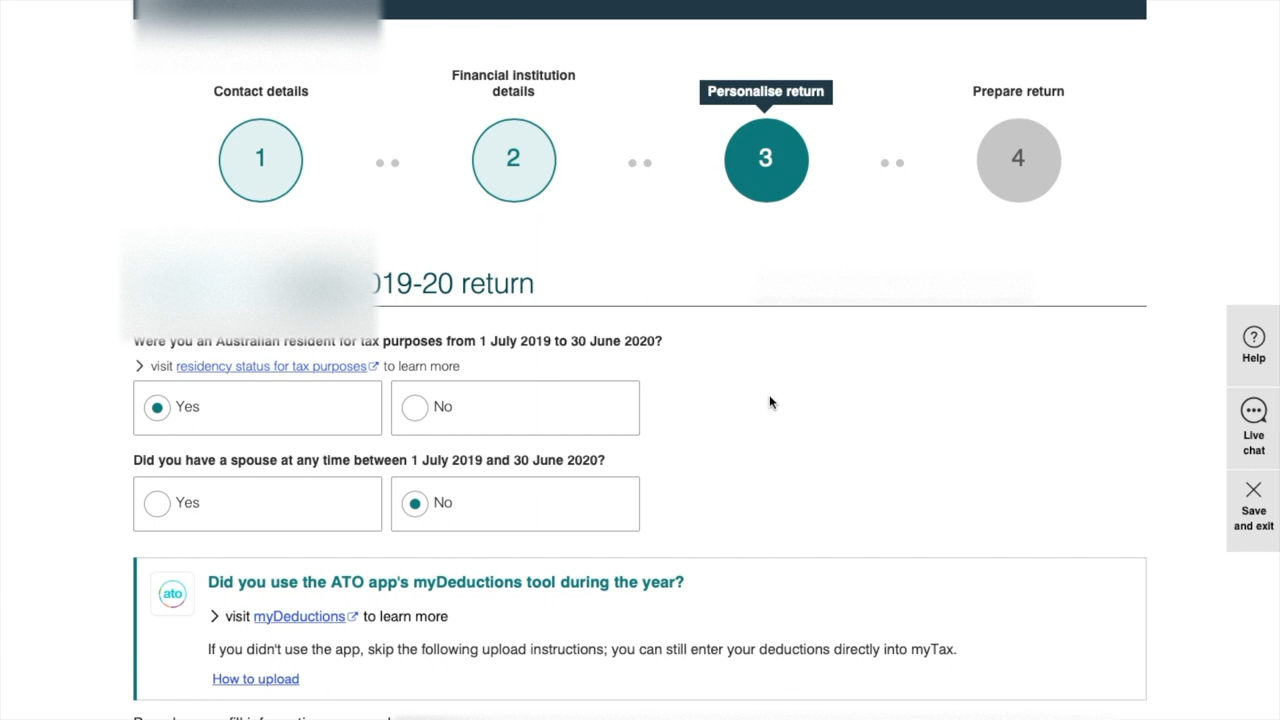 Contact details
Financial institution
details
Personalise return
Prepare return
1
2
3
4
019-20 return
Were you an Australian resident for tax purposes from 1 July 2019 to 30 June 2020?
visit residency status for tax purposes to learn more
Yes
No
Did you have a spouse at any time between 1 July 2019 and 30 June 2020?
Yes
No
ato
Did you use the ATO app's myDeductions tool during the year?
visit myDeductions to learn more
If you didn't use the app, skip the following upload instructions; you can still enter your deductions directly into myTax.
How to upload
Help
Live
chat
Save
and exit